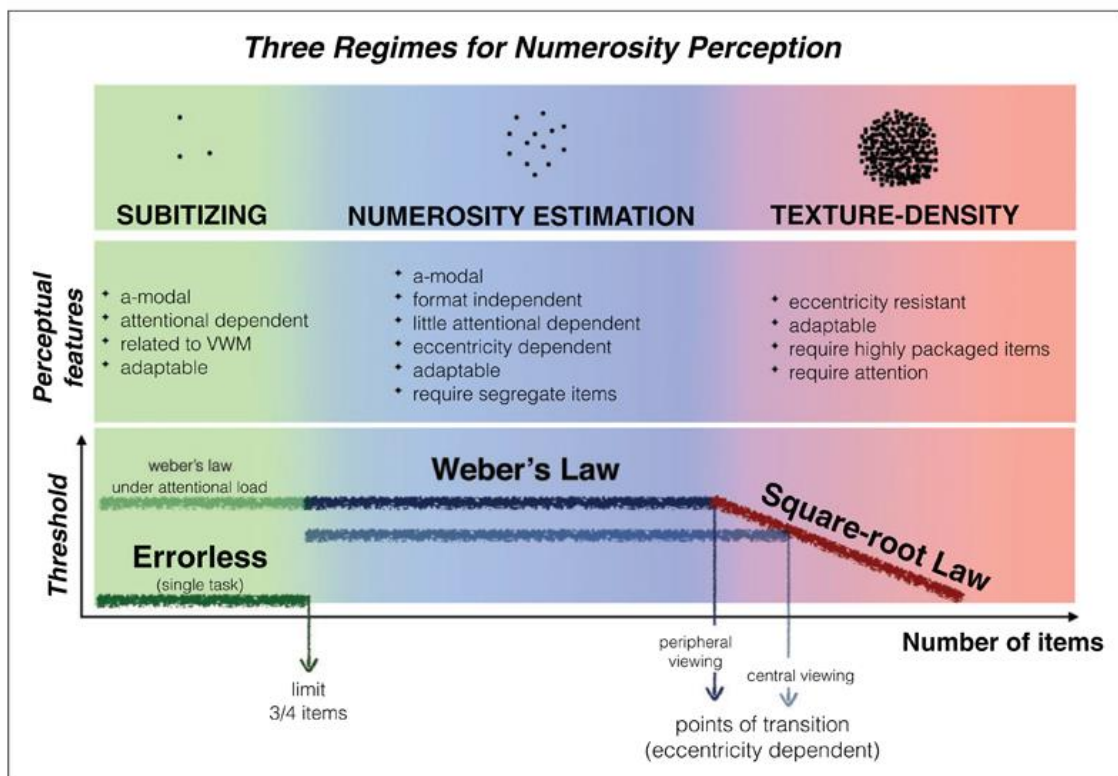 Three Regimes for Numerosity Perception
SUBITIZING
NUMEROSITY ESTIMATION
TEXTURE-DENSITY
Perceptual
features
✦ a-modal
✦ attentional dependent
✦ related to VWM
✦ adaptable
✦ a-modal
✦ format independent
✦ little attentional dependent
✦ eccentricity dependent
✦ adaptable
✦ require segregate items
✦ eccentricity resistant
✦ adaptable
✦ require highly packaged items
✦ require attention
Threshold
weber's law
under attentional load
Errorless
(single task)
Weber's Law
Square-root Law
Number of items
limit
3/4 items
peripheral
viewing
central viewing
points of transition
(eccentricity dependent)